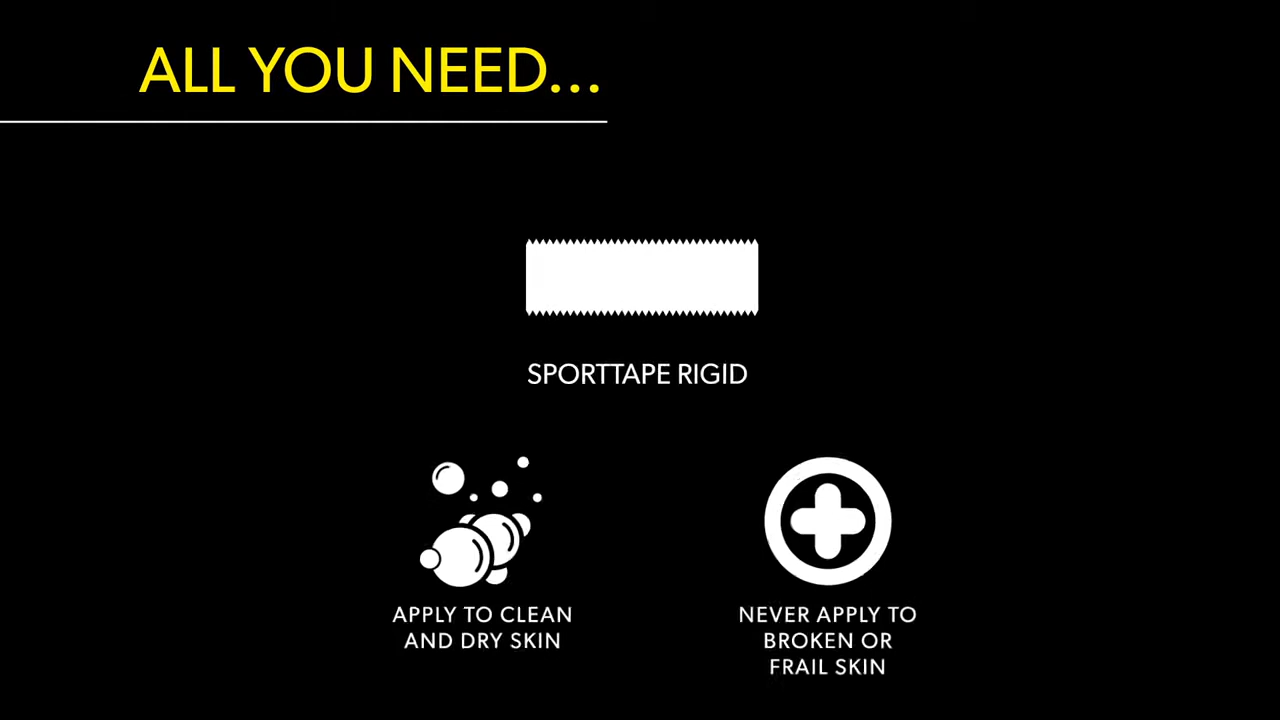 ALL YOU NEED...
SPORTTAPE RIGID
APPLY TO CLEAN
AND DRY SKIN
NEVER APPLY TO
BROKEN OR
FRAIL SKIN